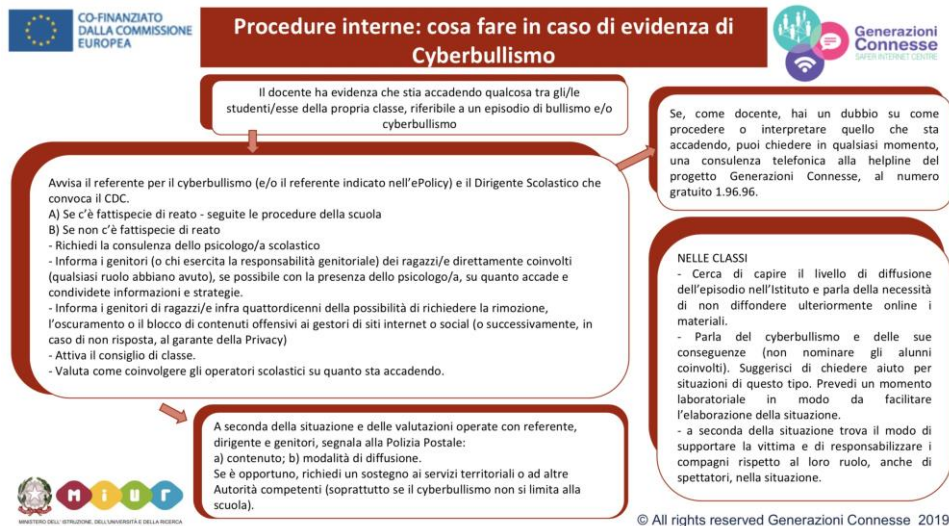 CO-FINANZIATO
DALLA COMMISSIONE
EUROPEA
Procedure interne: cosa fare in caso di evidenza di
Cyberbullismo
Generazioni
Connesse
SAFER INTERNET CENTRE
Il docente ha evidenza che stia accadendo qualcosa tra gli/le
studenti/esse della propria classe, riferibile a un episodio di bullismo e/o
cyberbullismo
Se, come docente, hai un dubbio su come
procedere o interpretare quello che sta
accadendo, puoi chiedere in qualsiasi momento,
una consulenza telefonica alla helpline del
progetto Generazioni Connesse, al numero
gratuito 1.96.96.
Avvisa il referente per il cyberbullismo (e/o il referente indicato nell'ePolicy) e il Dirigente Scolastico che
convoca il CDC.
A) Se c'è fattispecie di reato - seguite le procedure della scuola
B) Se non c'è fattispecie di reato
- Richiedi la consulenza dello psicologo/a scolastico
- Informa i genitori (o chi esercita la responsabilità genitoriale) dei ragazzi/e direttamente coinvolti
(qualsiasi ruolo abbiano avuto), se possibile con la presenza dello psicologo/a, su quanto accade e
condividete informazioni e strategie.
- Informa i genitori di ragazzi/e infra quattordicenni della possibilità di richiedere la rimozione,
l'oscuramento o il blocco di contenuti offensivi ai gestori di siti internet o social (o successivamente, in
caso di non risposta, al garante della Privacy)
- Attiva il consiglio di classe.
- Valuta come coinvolgere gli operatori scolastici su quanto sta accadendo.
NELLE CLASSI
- Cerca di capire il livello di diffusione
dell'episodio nell'Istituto e parla della necessità
di non diffondere ulteriormente online i
materiali.
- Parla del cyberbullismo e delle sue
conseguenze (non nominare gli alunni
coinvolti). Suggerisci di chiedere aiuto per
situazioni di questo tipo. Prevedi un momento
laboratoriale in modo da facilitare
l'elaborazione della situazione.
- a seconda della situazione trova il modo di
supportare la vittima e di responsabilizzare i
compagni rispetto al loro ruolo, anche di
spettatori, nella situazione.
A seconda della situazione e delle valutazioni operate con referente,
dirigente e genitori, segnala alla Polizia Postale:
a) contenuto; b) modalità di diffusione.
Se è opportuno, richiedi un sostegno ai servizi territoriali o ad altre
Autorità competenti (soprattutto se il cyberbullismo non si limita alla
scuola).
miur
MINISTERO DELL' ISTRUZIONE, DELL'UNIVERSITÀ E DELLA RICERCA
© All rights reserved Generazioni Connesse 2019